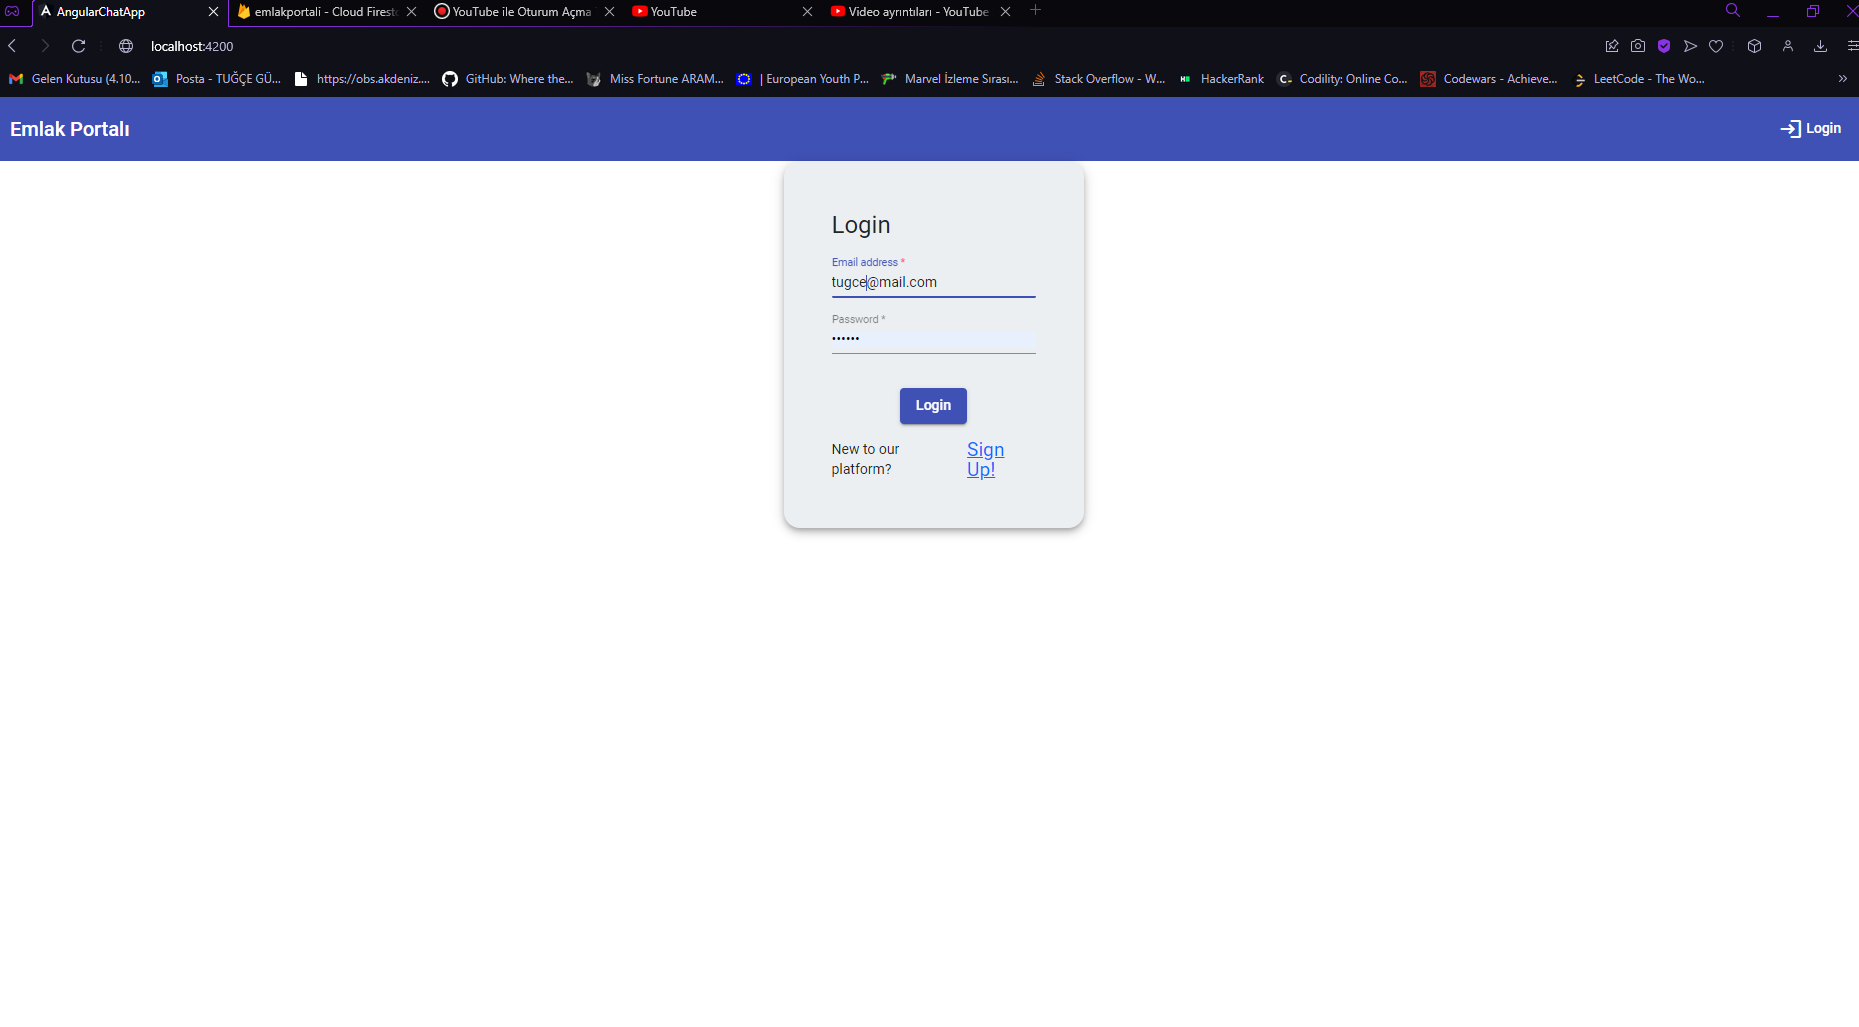 AngularChatApp
emlakportali - Cloud Firest
YouTube ile Oturum Açma
YouTube
Video ayrıntıları - YouTube
localhost:4200
Gelen Kutusu (4.10...
Posta - TUĞÇE GÜ...
https://obs.akdeniz....
GitHub: Where the...
Miss Fortune ARAM...
| European Youth P...
Marvel İzleme Sırası...
Stack Overflow - W...
HackerRank
Codility: Online Co...
Codewars - Achieve...
LeetCode - The Wo...
Emlak Portalı
Login
Login
Email address *
tugce@mail.com
Password *
••••••
Login
New to our
platform?
Sign
Up!